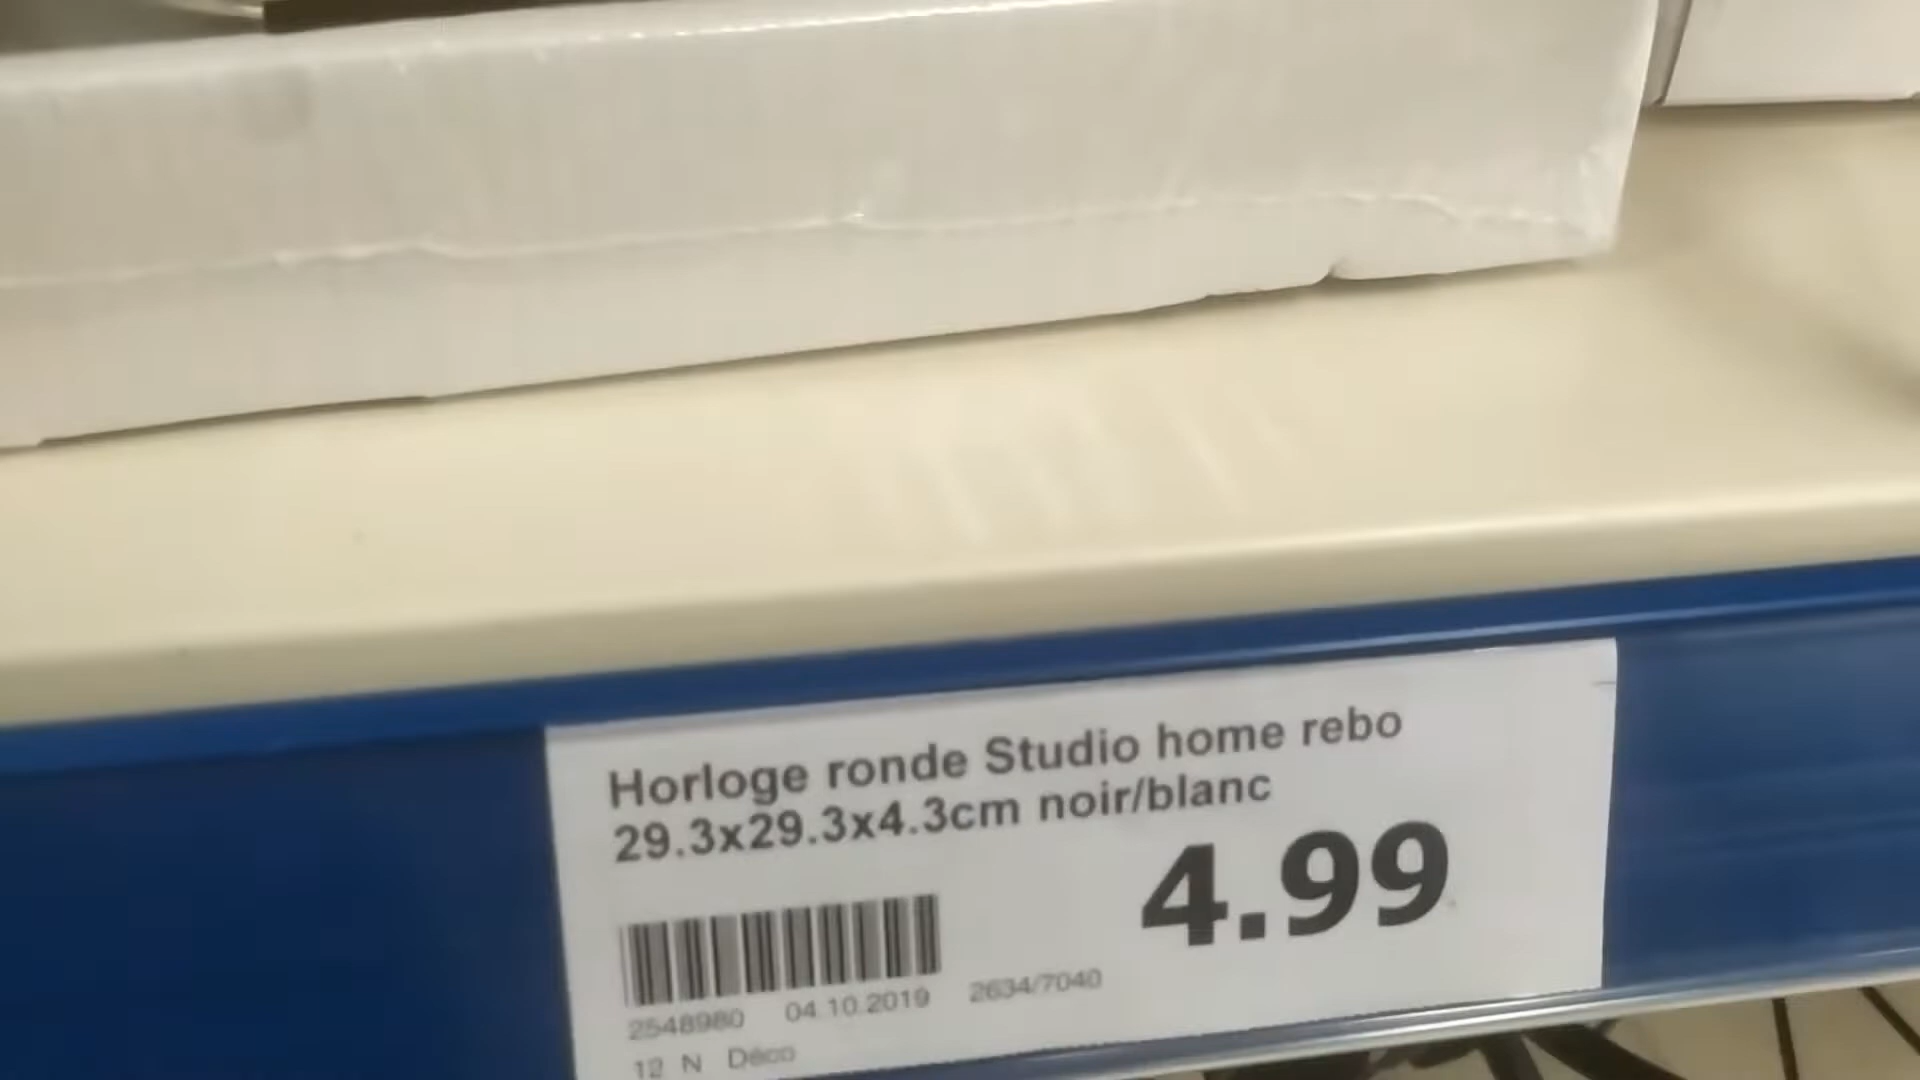 Horloge ronde Studio home rebo
29.3x29.3x4.3cm noir/blanc
4.99
2548980 04.10.2019 2634/7040
12 N Déco